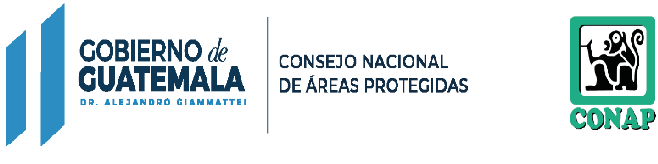 GOBIERNO de
GUATEMALA
DR. ALEJANDRO GIAMMATTEI
CONSEJO NACIONAL
DE ÁREAS PROTEGIDAS
CONAP